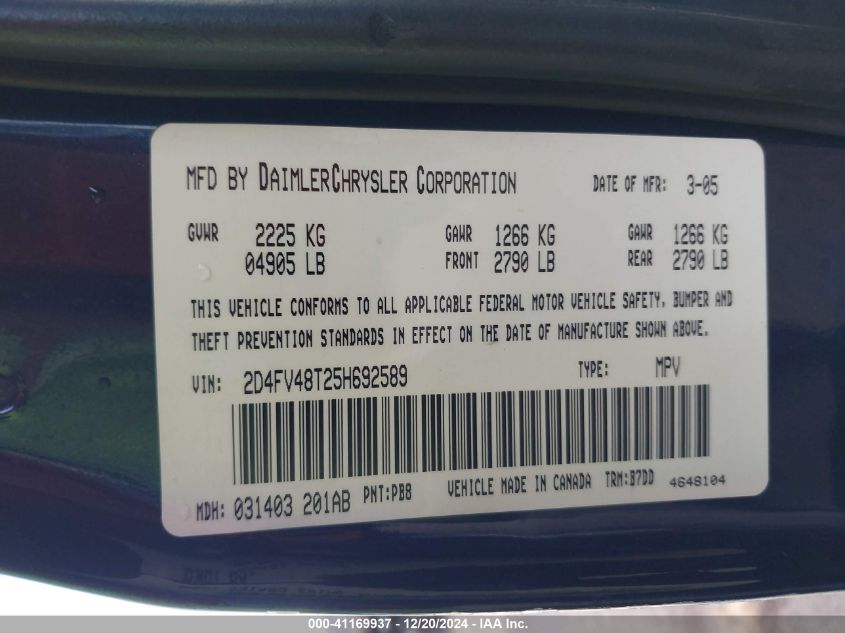 MFD BY DAIMLERCHRYSLER CORPORATION DATE OF MFR: 3-05
GVWR 2225 KG GAWR 1266 KG GAWR 1266 KG
04905 LB FRONT 2790 LB REAR 2790 LB
THIS VEHICLE CONFORMS TO ALL APPLICABLE FEDERAL MOTOR VEHICLE SAFETY, BUMPER AND
THEFT PREVENTION STANDARDS IN EFFECT ON THE DATE OF MANUFACTURE SHOWN ABOVE.
VIN: 2D4FV48T25H692589 TYPE: MPV
MDH: 031403 201AB PNT:PB8 VEHICLE MADE IN CANADA TRM:B7DD 4648104
000-41169937 - 12/20/2024 - IAA Inc.